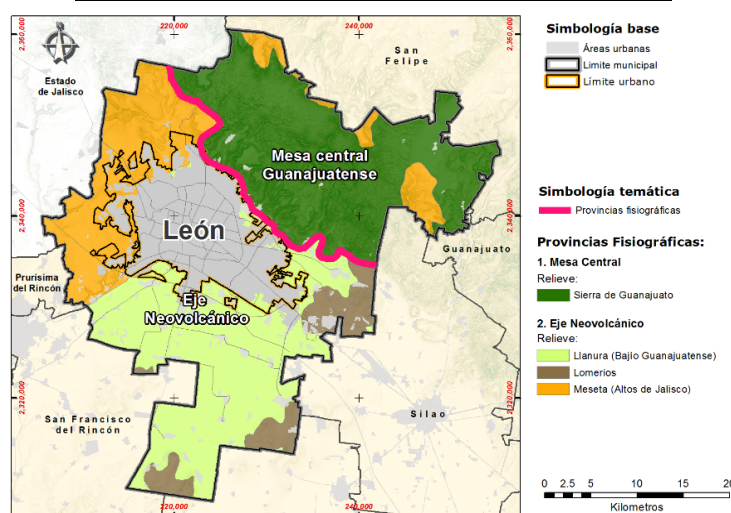 220,000
240,000
2,360,000
2,360,000
San
Felipe
Estado
de Jalisco
Mesa central
Guanajuatense
2,340,000
2,340,000
León
Guanajuato
Purísima
del Rincón
Eje
Neovolcánico
2,320,000
2,320,000
San Francisco
del Rincón
Silao
220,000
240,000
Simbología base
Áreas urbanas
Limite municipal
Límite urbano
Simbología temática
Provincias fisiográficas
Provincias Fisiográficas:
1. Mesa Central
Relieve:
Sierra de Guanajuato
2. Eje Neovolcánico
Relieve:
Llanura (Bajío Guanajuatense)
Lomerios
Meseta (Altos de Jalisco)
0 2.5 5 10 15 20
Kilometros